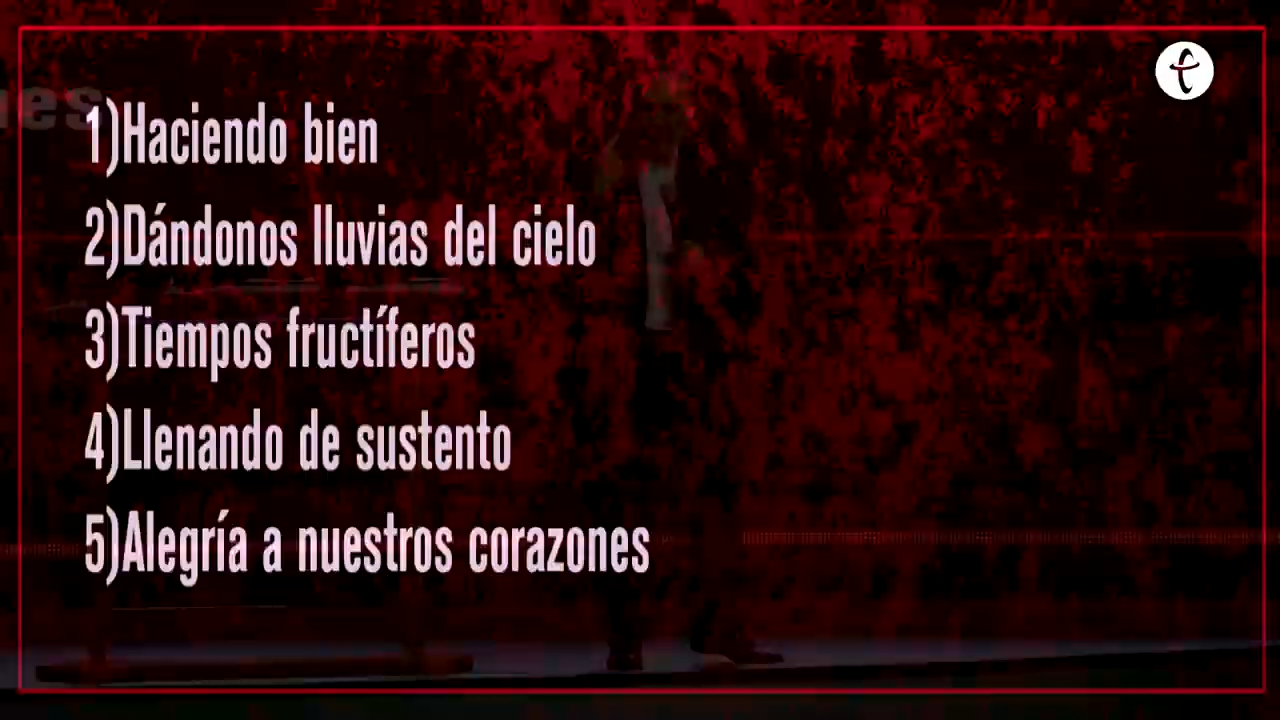 1)Haciendo bien
2)Dándonos lluvias del cielo
3)Tiempos fructíferos
4)Llenando de sustento
5)Alegría a nuestros corazones